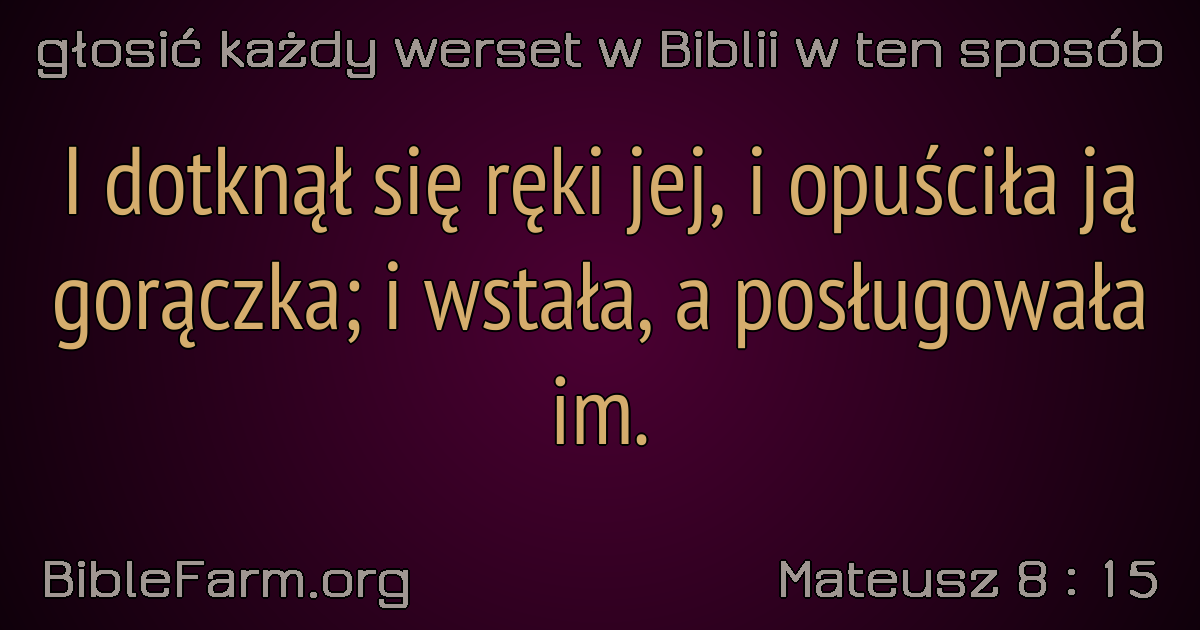 głosić każdy werset w Biblii w ten sposób
I dotknął się ręki jej, i opuściła ją
gorączka; i wstała, a posługowała
im.
BibleFarm.org
Mateusz 8 : 15